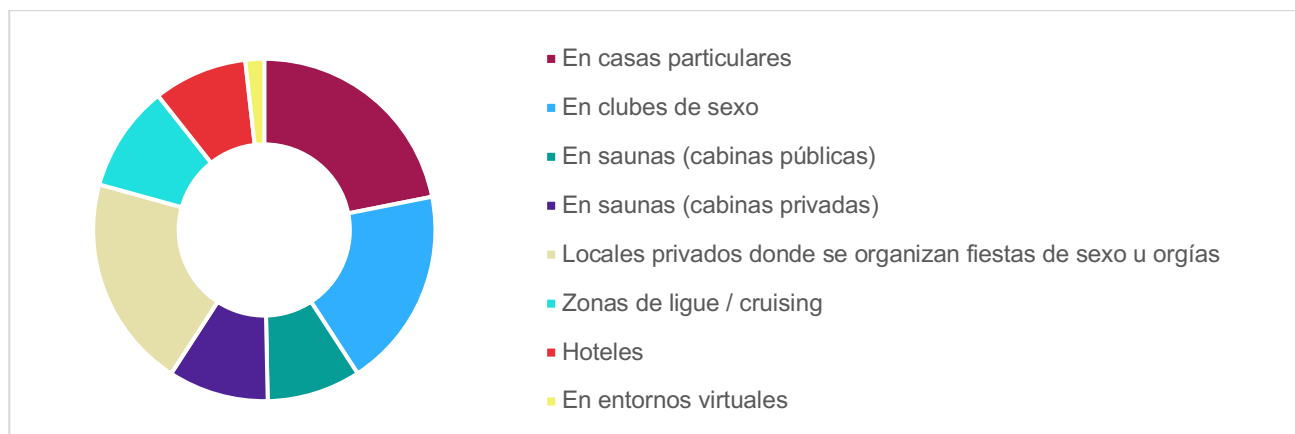 En casas particulares
En clubes de sexo
En saunas (cabinas públicas)
En saunas (cabinas privadas)
Locales privados donde se organizan fiestas de sexo u orgías
Zonas de ligue / cruising
Hoteles
En entornos virtuales